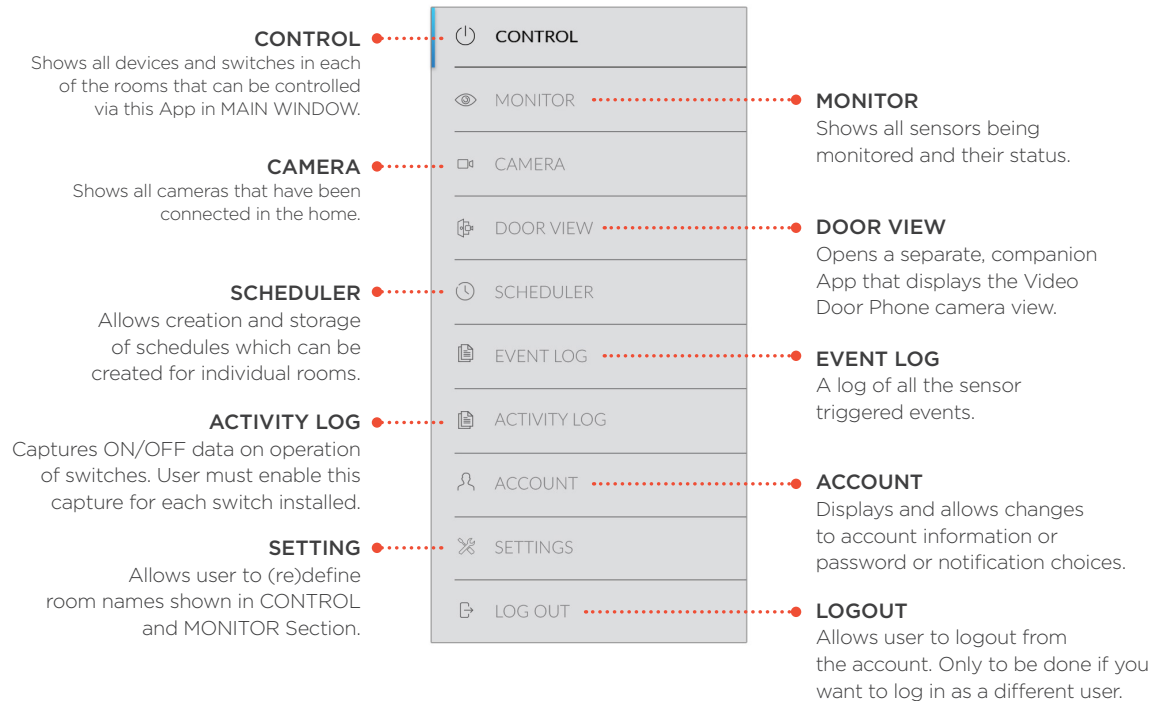 CONTROL
Shows all devices and switches in each
of the rooms that can be controlled
via this App in MAIN WINDOW.
CAMERA
Shows all cameras that have been
connected in the home.
SCHEDULER
Allows creation and storage
of schedules which can be
created for individual rooms.
ACTIVITY LOG
Captures ON/OFF data on operation
of switches. User must enable this
capture for each switch installed.
SETTING
Allows user to (re)define
room names shown in CONTROL
and MONITOR Section.
CONTROL
MONITOR
CAMERA
DOOR VIEW
SCHEDULER
EVENT LOG
ACTIVITY LOG
ACCOUNT
SETTINGS
LOG OUT
MONITOR
Shows all sensors being
monitored and their status.
DOOR VIEW
Opens a separate, companion
App that displays the Video
Door Phone camera view.
EVENT LOG
A log of all the sensor
triggered events.
ACCOUNT
Displays and allows changes
to account information or
password or notification choices.
LOGOUT
Allows user to logout from
the account. Only to be done if you
want to log in as a different user.